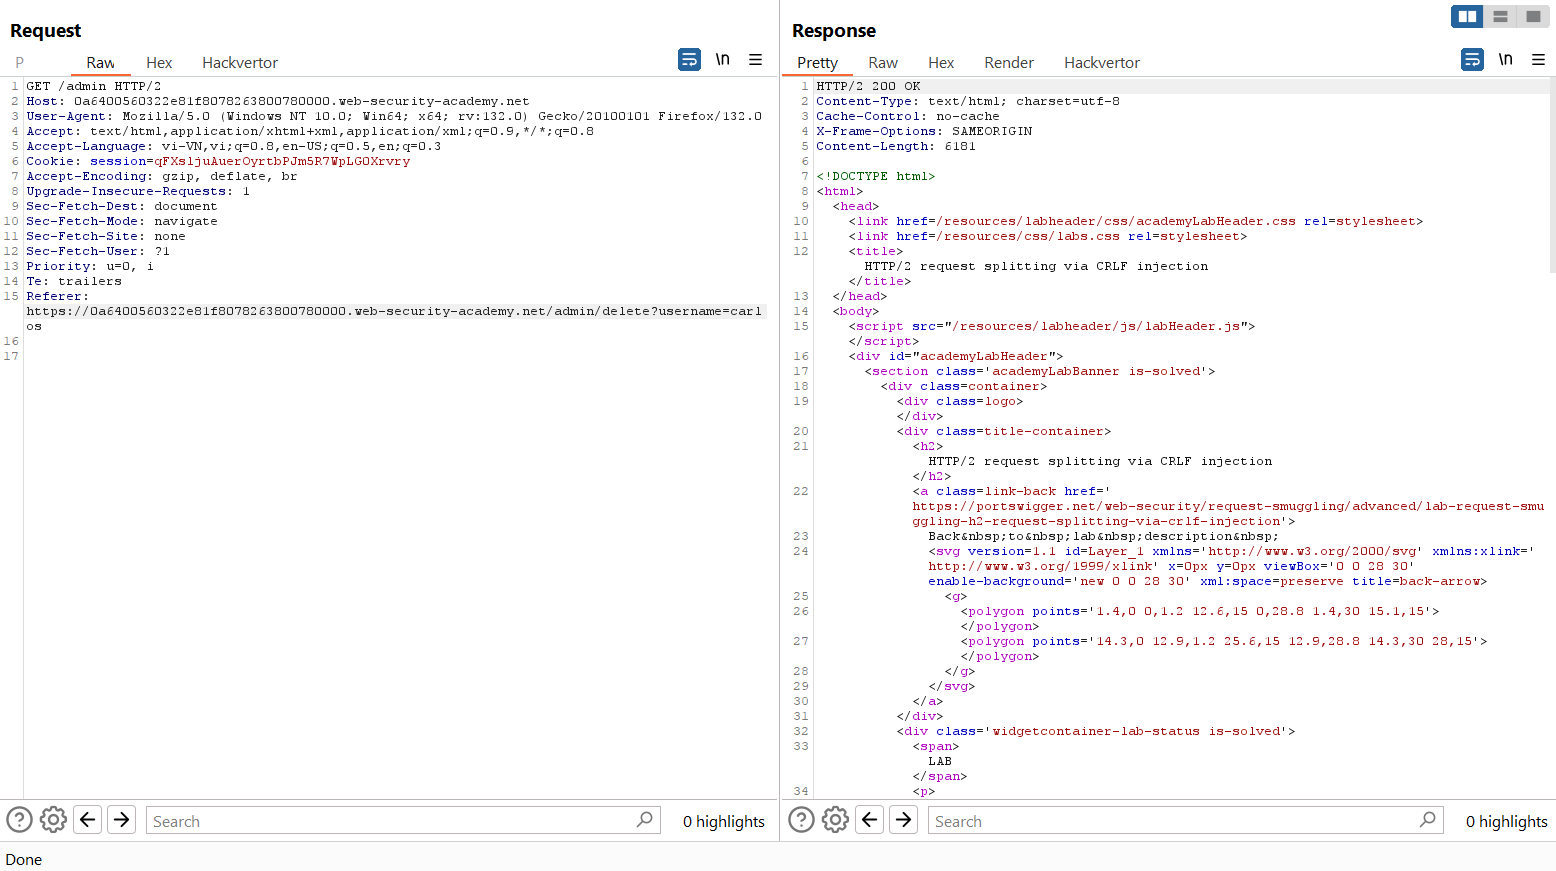 Request
P Raw Hex Hackvertor \n
1 GET /admin HTTP/2
2 Host: 0a6400560322e81f8078263800780000.web-security-academy.net
3 User-Agent: Mozilla/5.0 (Windows NT 10.0; Win64; x64; rv:132.0) Gecko/20100101 Firefox/132.0
4 Accept: text/html,application/xhtml+xml,application/xml;q=0.9,*/*;q=0.8
5 Accept-Language: vi-VN,vi;q=0.8,en-US;q=0.5,en;q=0.3
6 Cookie: session=qFXsljuAuerOyrtbPJm5R7WpLGOXrvry
7 Accept-Encoding: gzip, deflate, br
8 Upgrade-Insecure-Requests: 1
9 Sec-Fetch-Dest: document
10 Sec-Fetch-Mode: navigate
11 Sec-Fetch-Site: none
12 Sec-Fetch-User: ?1
13 Priority: u=0, i
14 Te: trailers
15 Referer:
https://0a6400560322e81f8078263800780000.web-security-academy.net/admin/delete?username=carl
os
16
17
Search 0 highlights
Response
Pretty Raw Hex Render Hackvertor \n
1 HTTP/2 200 OK
2 Content-Type: text/html; charset=utf-8
3 Cache-Control: no-cache
4 X-Frame-Options: SAMEORIGIN
5 Content-Length: 6181
6
7 <!DOCTYPE html>
8 <html>
9 <head>
10 <link href=/resources/labheader/css/academyLabHeader.css rel=stylesheet>
11 <link href=/resources/css/labs.css rel=stylesheet>
12 <title>
HTTP/2 request splitting via CRLF injection
</title>
13 </head>
14 <body>
15 <script src="/resources/labheader/js/labHeader.js">
</script>
16 <div id="academyLabHeader">
17 <section class='academyLabBanner is-solved'>
18 <div class=container>
19 <div class=logo>
</div>
20 <div class=title-container>
21 <h2>
HTTP/2 request splitting via CRLF injection
</h2>
22 <a class=link-back href='
https://portswigger.net/web-security/request-smuggling/advanced/lab-request-smu
ggling-h2-request-splitting-via-crlf-injection'>
23 Back&nbsp;to&nbsp;lab&nbsp;description&nbsp;
24 <svg version=1.1 id=Layer_1 xmlns='http://www.w3.org/2000/svg' xmlns:xlink='
http://www.w3.org/1999/xlink' x=0px y=0px viewBox='0 0 28 30'
enable-background='new 0 0 28 30' xml:space=preserve title=back-arrow>
25 <g>
26 <polygon points='1.4,0 0,1.2 12.6,15 0,28.8 1.4,30 15.1,15'>
</polygon>
27 <polygon points='14.3,0 12.9,1.2 25.6,15 12.9,28.8 14.3,30 28,15'>
</polygon>
28 </g>
29 </svg>
30 </a>
31 </div>
32 <div class='widgetcontainer-lab-status is-solved'>
33 <span>
LAB
</span>
34 <p>
Search 0 highlights
Done